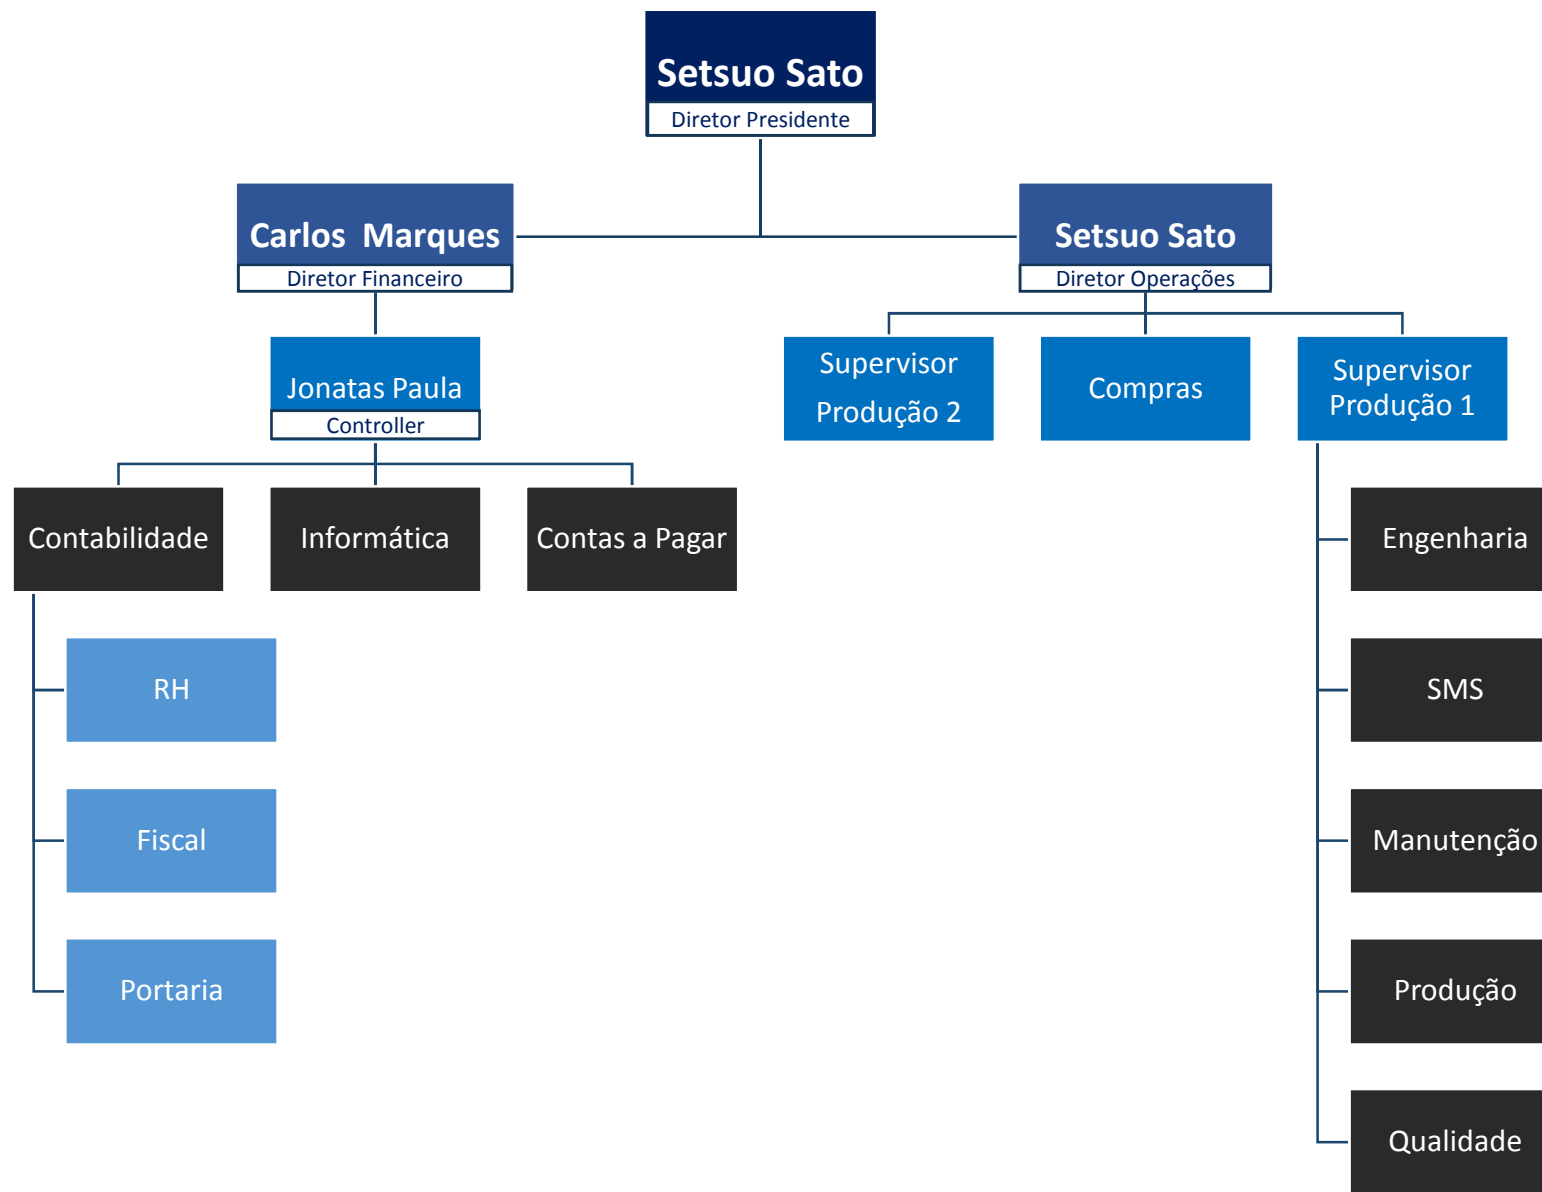 Setsuo Sato
Diretor Presidente
Carlos  Marques
Diretor Financeiro
Setsuo Sato
Diretor Operações
Jonatas Paula
Controller
Supervisor
Produção 2
Compras
Supervisor
Produção 1
Contabilidade
Informática
Contas a Pagar
Engenharia
RH
SMS
Fiscal
Manutenção
Portaria
Produção
Qualidade